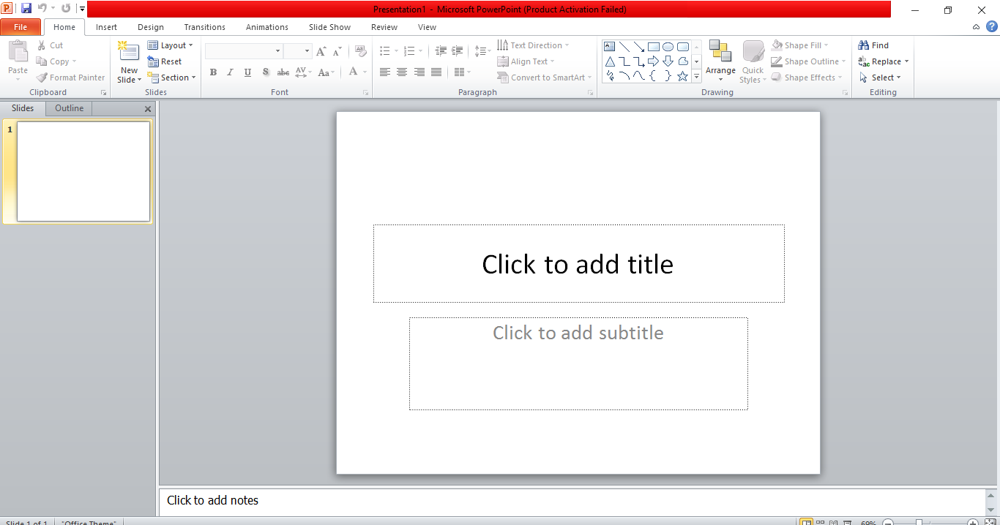 Presentation1 - Microsoft PowerPoint (Product Activation Failed)
File Home Insert Design Transitions Animations Slide Show Review View
Paste
Cut
Copy
Format Painter
Clipboard
New Slide
Layout
Reset
Section
Slides
B I U S abc AV Aa A
Font
Text Direction
Align Text
Convert to SmartArt
Paragraph
Arrange
Quick Styles
Shape Fill
Shape Outline
Shape Effects
Drawing
Find
Replace
Select
Editing
Slides Outline
1
Click to add title
Click to add subtitle
Click to add notes
Slide 1 of 1 "Office Theme" 69%